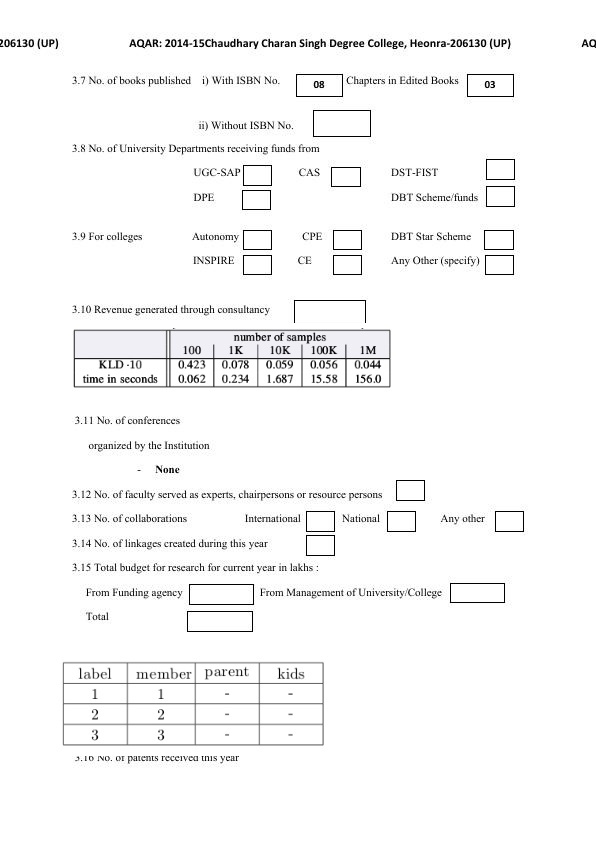 206130 (UP) AQAR: 2014-15Chaudhary Charan Singh Degree College, Heonra-206130 (UP) AQ
3.7 No. of books published i) With ISBN No. 08 Chapters in Edited Books 03
ii) Without ISBN No.
3.8 No. of University Departments receiving funds from
UGC-SAP CAS DST-FIST
DPE DBT Scheme/funds
3.9 For colleges Autonomy CPE DBT Star Scheme
INSPIRE CE Any Other (specify)
3.10 Revenue generated through consultancy
number of samples
100 1K 10K 100K 1M
KLD -10 0.423 0.078 0.059 0.056 0.044
time in seconds 0.062 0.234 1.687 15.58 156.0
3.11 No. of conferences
organized by the Institution
- None
3.12 No. of faculty served as experts, chairpersons or resource persons
3.13 No. of collaborations International National Any other
3.14 No. of linkages created during this year
3.15 Total budget for research for current year in lakhs :
From Funding agency From Management of University/College
Total
label member parent kids
1 1 - -
2 2 - -
3 3 - -
3.16 No. of patents received this year